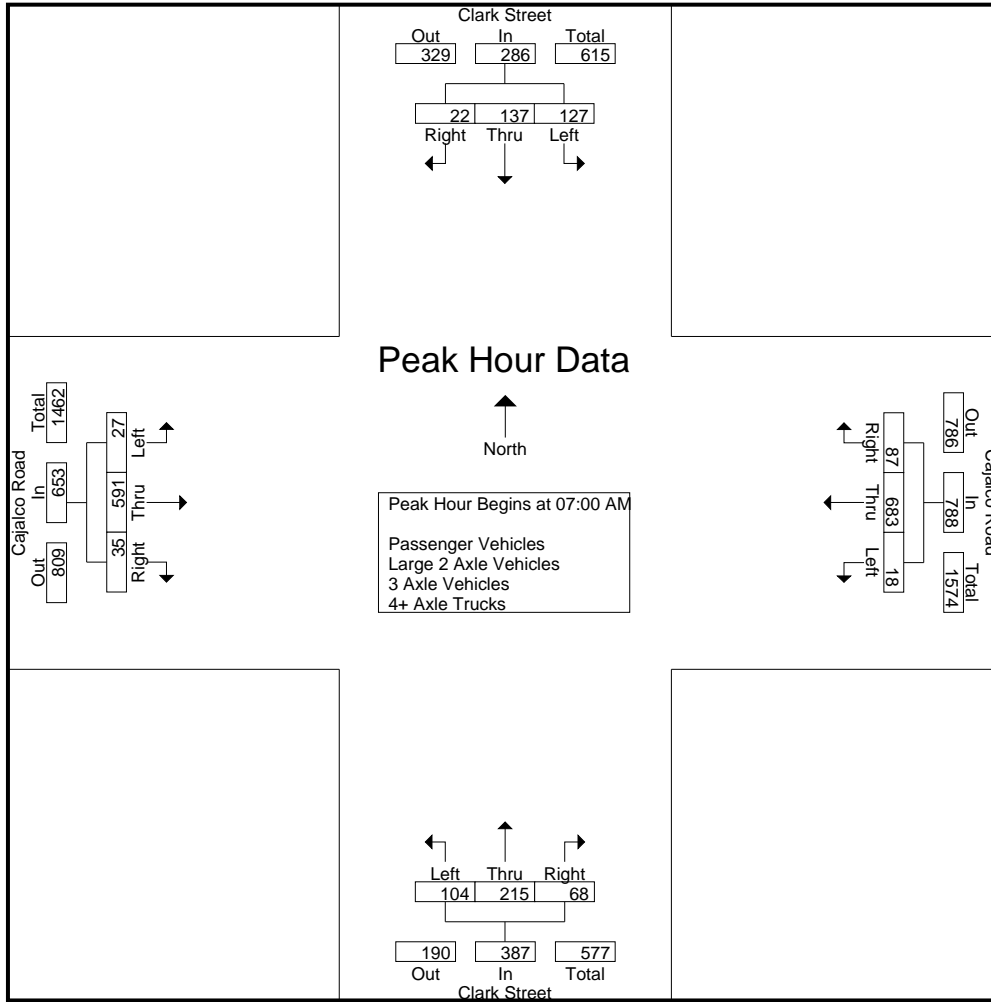 Clark Street
Out In Total
329 286 615
22 137 127
Right Thru Left
Peak Hour Data
North
Peak Hour Begins at 07:00 AM
Passenger Vehicles
Large 2 Axle Vehicles
3 Axle Vehicles
4+ Axle Trucks
Cajalco Road
Out In Total
809 653 1462
35 591 27
Right Thru Left
Cajalco Road
Out In Total
786 788 1574
87 683 18
Right Thru Left
Left Thru Right
104 215 68
190 387 577
Out In Total
Clark Street